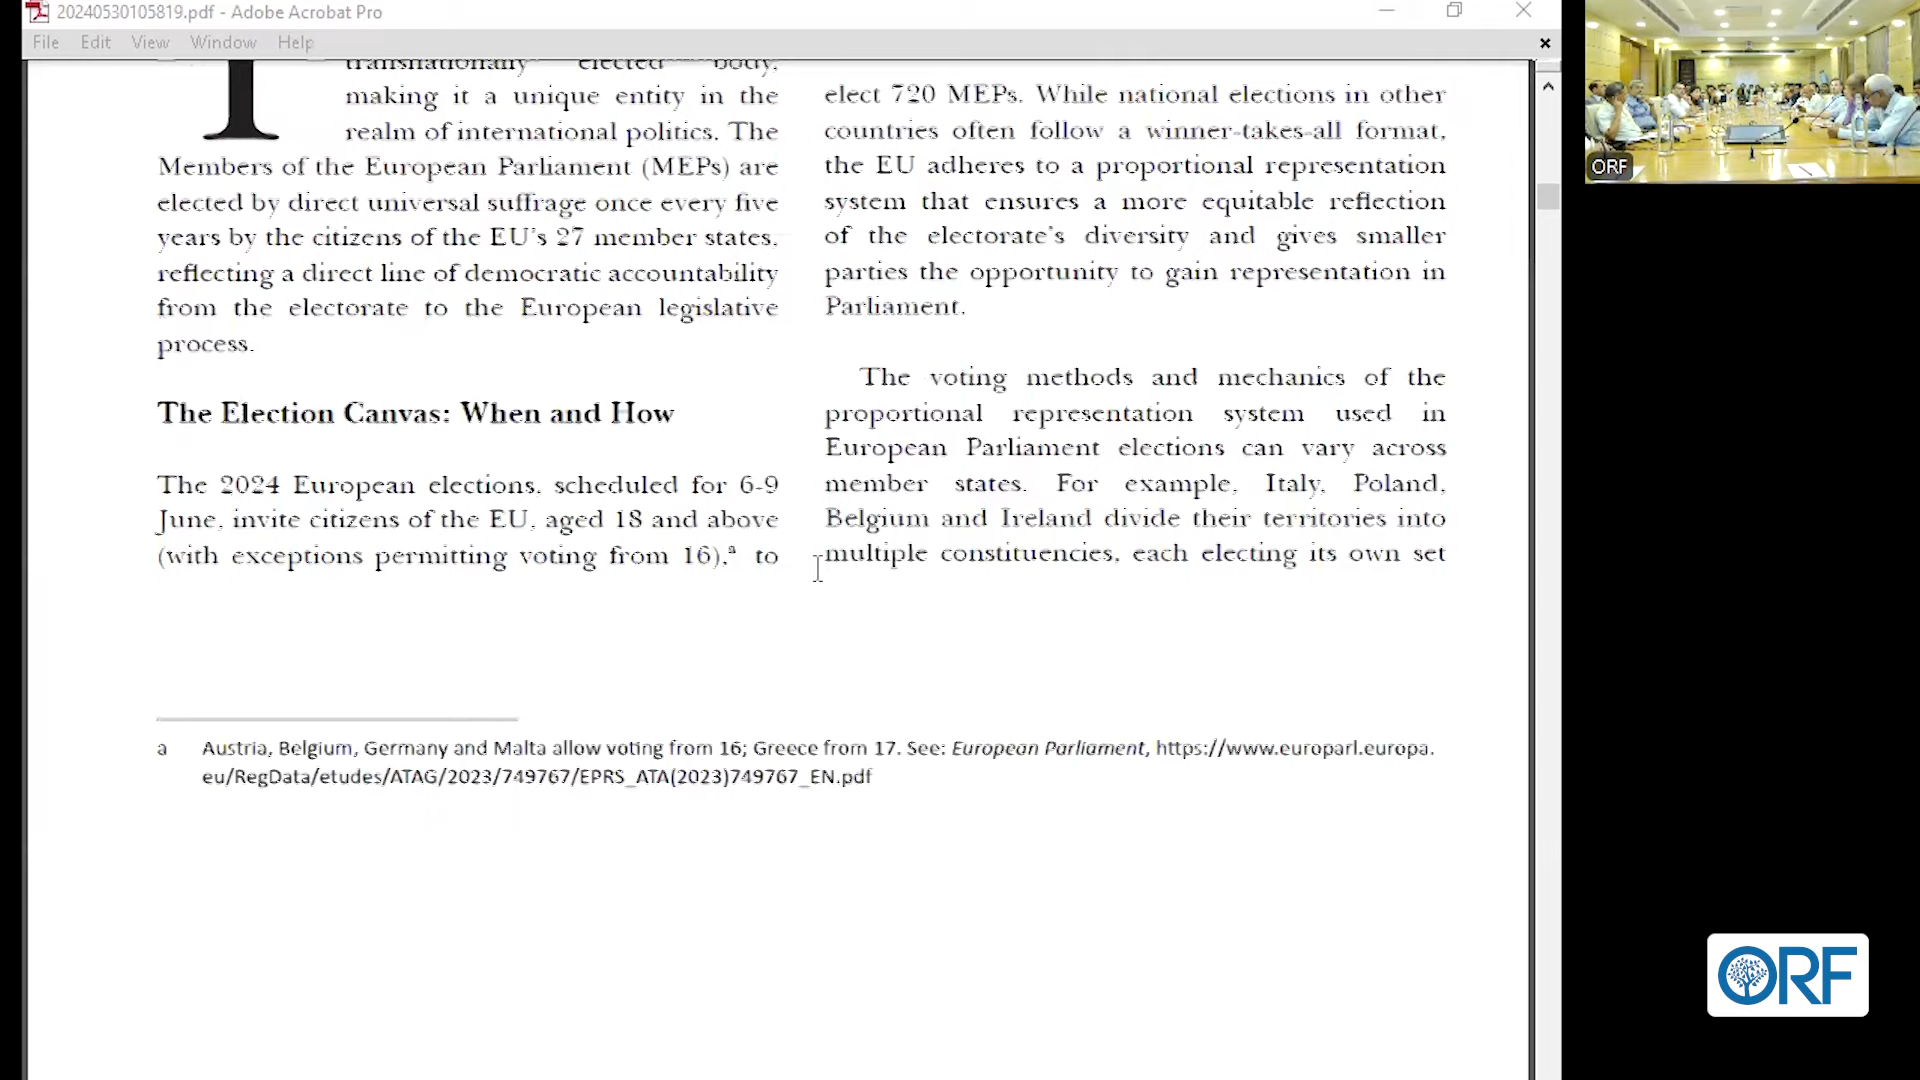 20240530105819.pdf - Adobe Acrobat Pro
File Edit View Window Help
transnationally elected body,
making it a unique entity in the
realm of international politics. The
Members of the European Parliament (MEPs) are
elected by direct universal suffrage once every five
years by the citizens of the EU's 27 member states,
reflecting a direct line of democratic accountability
from the electorate to the European legislative
process.
The Election Canvas: When and How
The 2024 European elections, scheduled for 6-9
June, invite citizens of the EU, aged 18 and above
(with exceptions permitting voting from 16),a to
elect 720 MEPs. While national elections in other
countries often follow a winner-takes-all format,
the EU adheres to a proportional representation
system that ensures a more equitable reflection
of the electorate's diversity and gives smaller
parties the opportunity to gain representation in
Parliament.
The voting methods and mechanics of the
proportional representation system used in
European Parliament elections can vary across
member states. For example, Italy, Poland,
Belgium and Ireland divide their territories into
multiple constituencies, each electing its own set
a Austria, Belgium, Germany and Malta allow voting from 16; Greece from 17. See: European Parliament, https://www.europarl.europa.
eu/RegData/etudes/ATAG/2023/749767/EPRS_ATA(2023)749767_EN.pdf
ORF
ORF